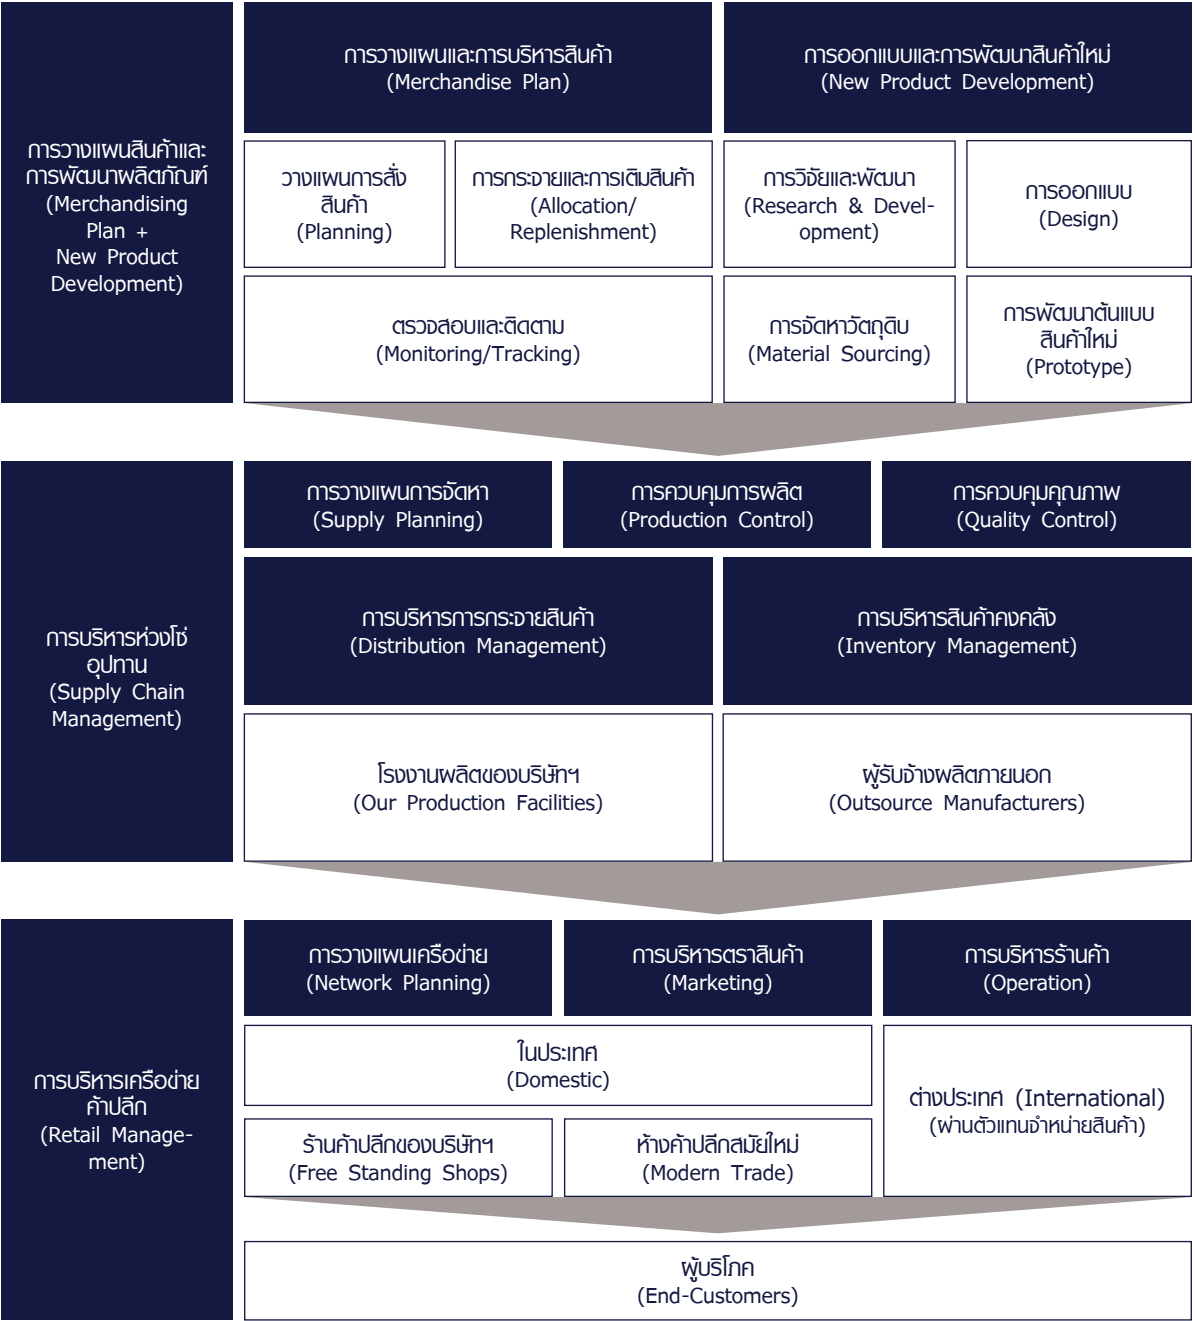 การวางแผนสินค้าและ
การพัฒนาผลิตภัณฑ์
(Merchandising
Plan +
New Product
Development)
การวางแผนและการบริหารสินค้า
(Merchandise Plan)
การออกแบบและการพัฒนาสินค้าใหม่
(New Product Development)
วางแผนการสั่ง
สินค้า
(Planning)
การกระจายและการเติมสินค้า
(Allocation/
Replenishment)
การวิจัยและพัฒนา
(Research & Devel-
opment)
การออกแบบ
(Design)
ตรวจสอบและติดตาม
(Monitoring/Tracking)
การจัดหาวัตถุดิบ
(Material Sourcing)
การพัฒนาต้นแบบ
สินค้าใหม่
(Prototype)
การบริหารห่วงโซ่
อุปทาน
(Supply Chain
Management)
การวางแผนการจัดหา
(Supply Planning)
การควบคุมการผลิต
(Production Control)
การควบคุมคุณภาพ
(Quality Control)
การบริหารการกระจายสินค้า
(Distribution Management)
การบริหารสินค้าคงคลัง
(Inventory Management)
โรงงานผลิตของบริษัทฯ
(Our Production Facilities)
ผู้รับจ้างผลิตภายนอก
(Outsource Manufacturers)
การบริหารเครือข่าย
ค้าปลีก
(Retail Manage-
ment)
การวางแผนเครือข่าย
(Network Planning)
การบริหารตราสินค้า
(Marketing)
การบริหารร้านค้า
(Operation)
ในประเทศ
(Domestic)
ต่างประเทศ (International)
(ผ่านตัวแทนจำหน่ายสินค้า)
ร้านค้าปลีกของบริษัทฯ
(Free Standing Shops)
ห้างค้าปลีกสมัยใหม่
(Modern Trade)
ผู้บริโภค
(End-Customers)